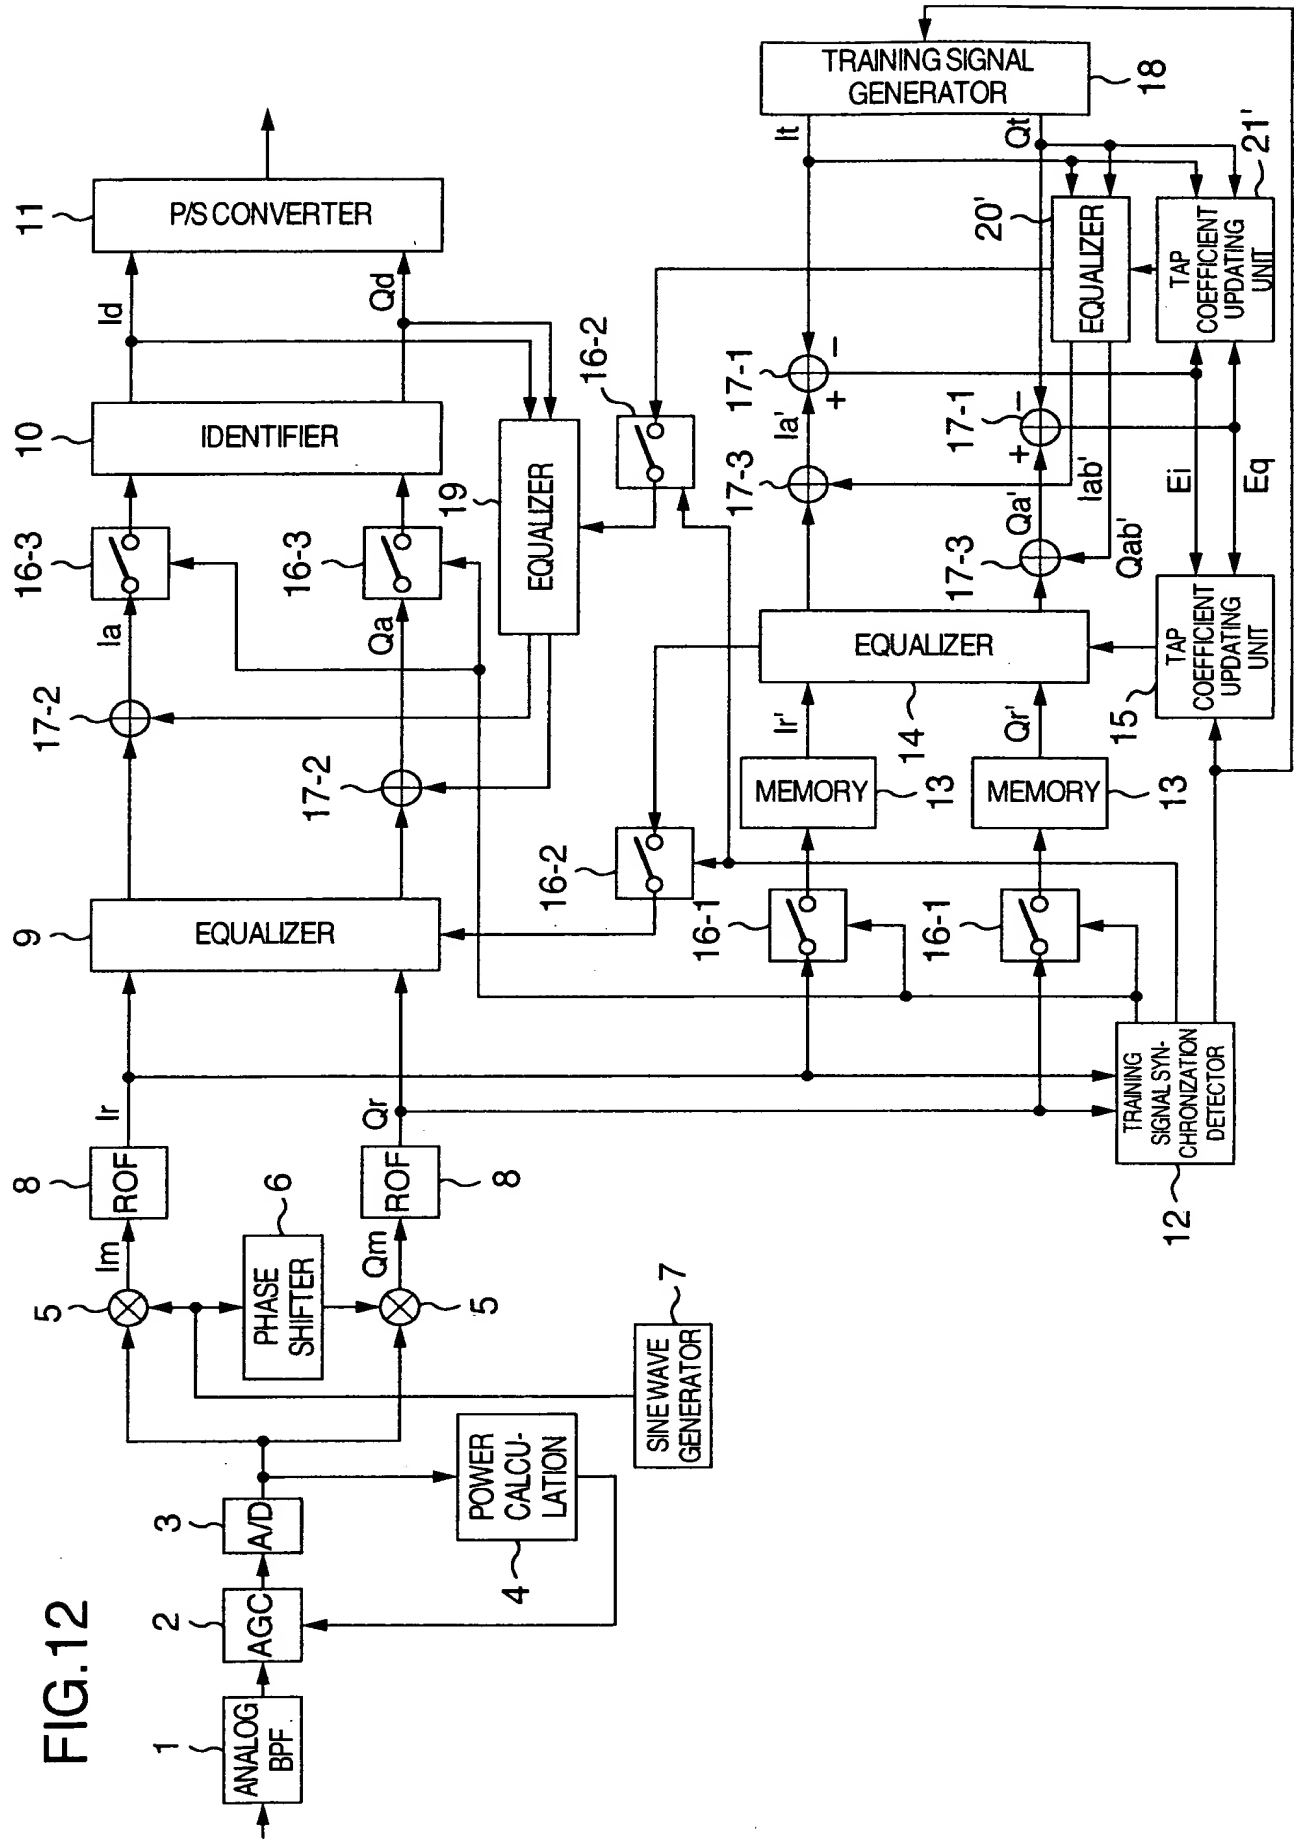 FIG.12
1
ANALOG
BPF
2
AGC
3
A/D
4
POWER
CALCU-
LATION
5
5
6
PHASE
SHIFTER
7
SINE WAVE
GENERATOR
Im
Qm
8
ROF
8
ROF
Ir
Qr
9
EQUALIZER
17-2
17-2
Ia
Qa
16-3
16-3
10
IDENTIFIER
Id
Qd
11
P/S CONVERTER
19
EQUALIZER
16-2
16-2
12
TRAINING
SIGNAL SYN-
CHRONIZATION
DETECTOR
16-1
16-1
MEMORY
13
MEMORY
13
Ir'
Qr'
14
EQUALIZER
15
TAP
COEFFICIENT
UPDATING
UNIT
17-3
17-3
Ia'
Qa'
Iab'
Qab'
Ei
Eq
17-1
+
−
17-1
+
−
20'
EQUALIZER
21'
TAP
COEFFICIENT
UPDATING
UNIT
It
Qt
TRAINING SIGNAL
GENERATOR
18